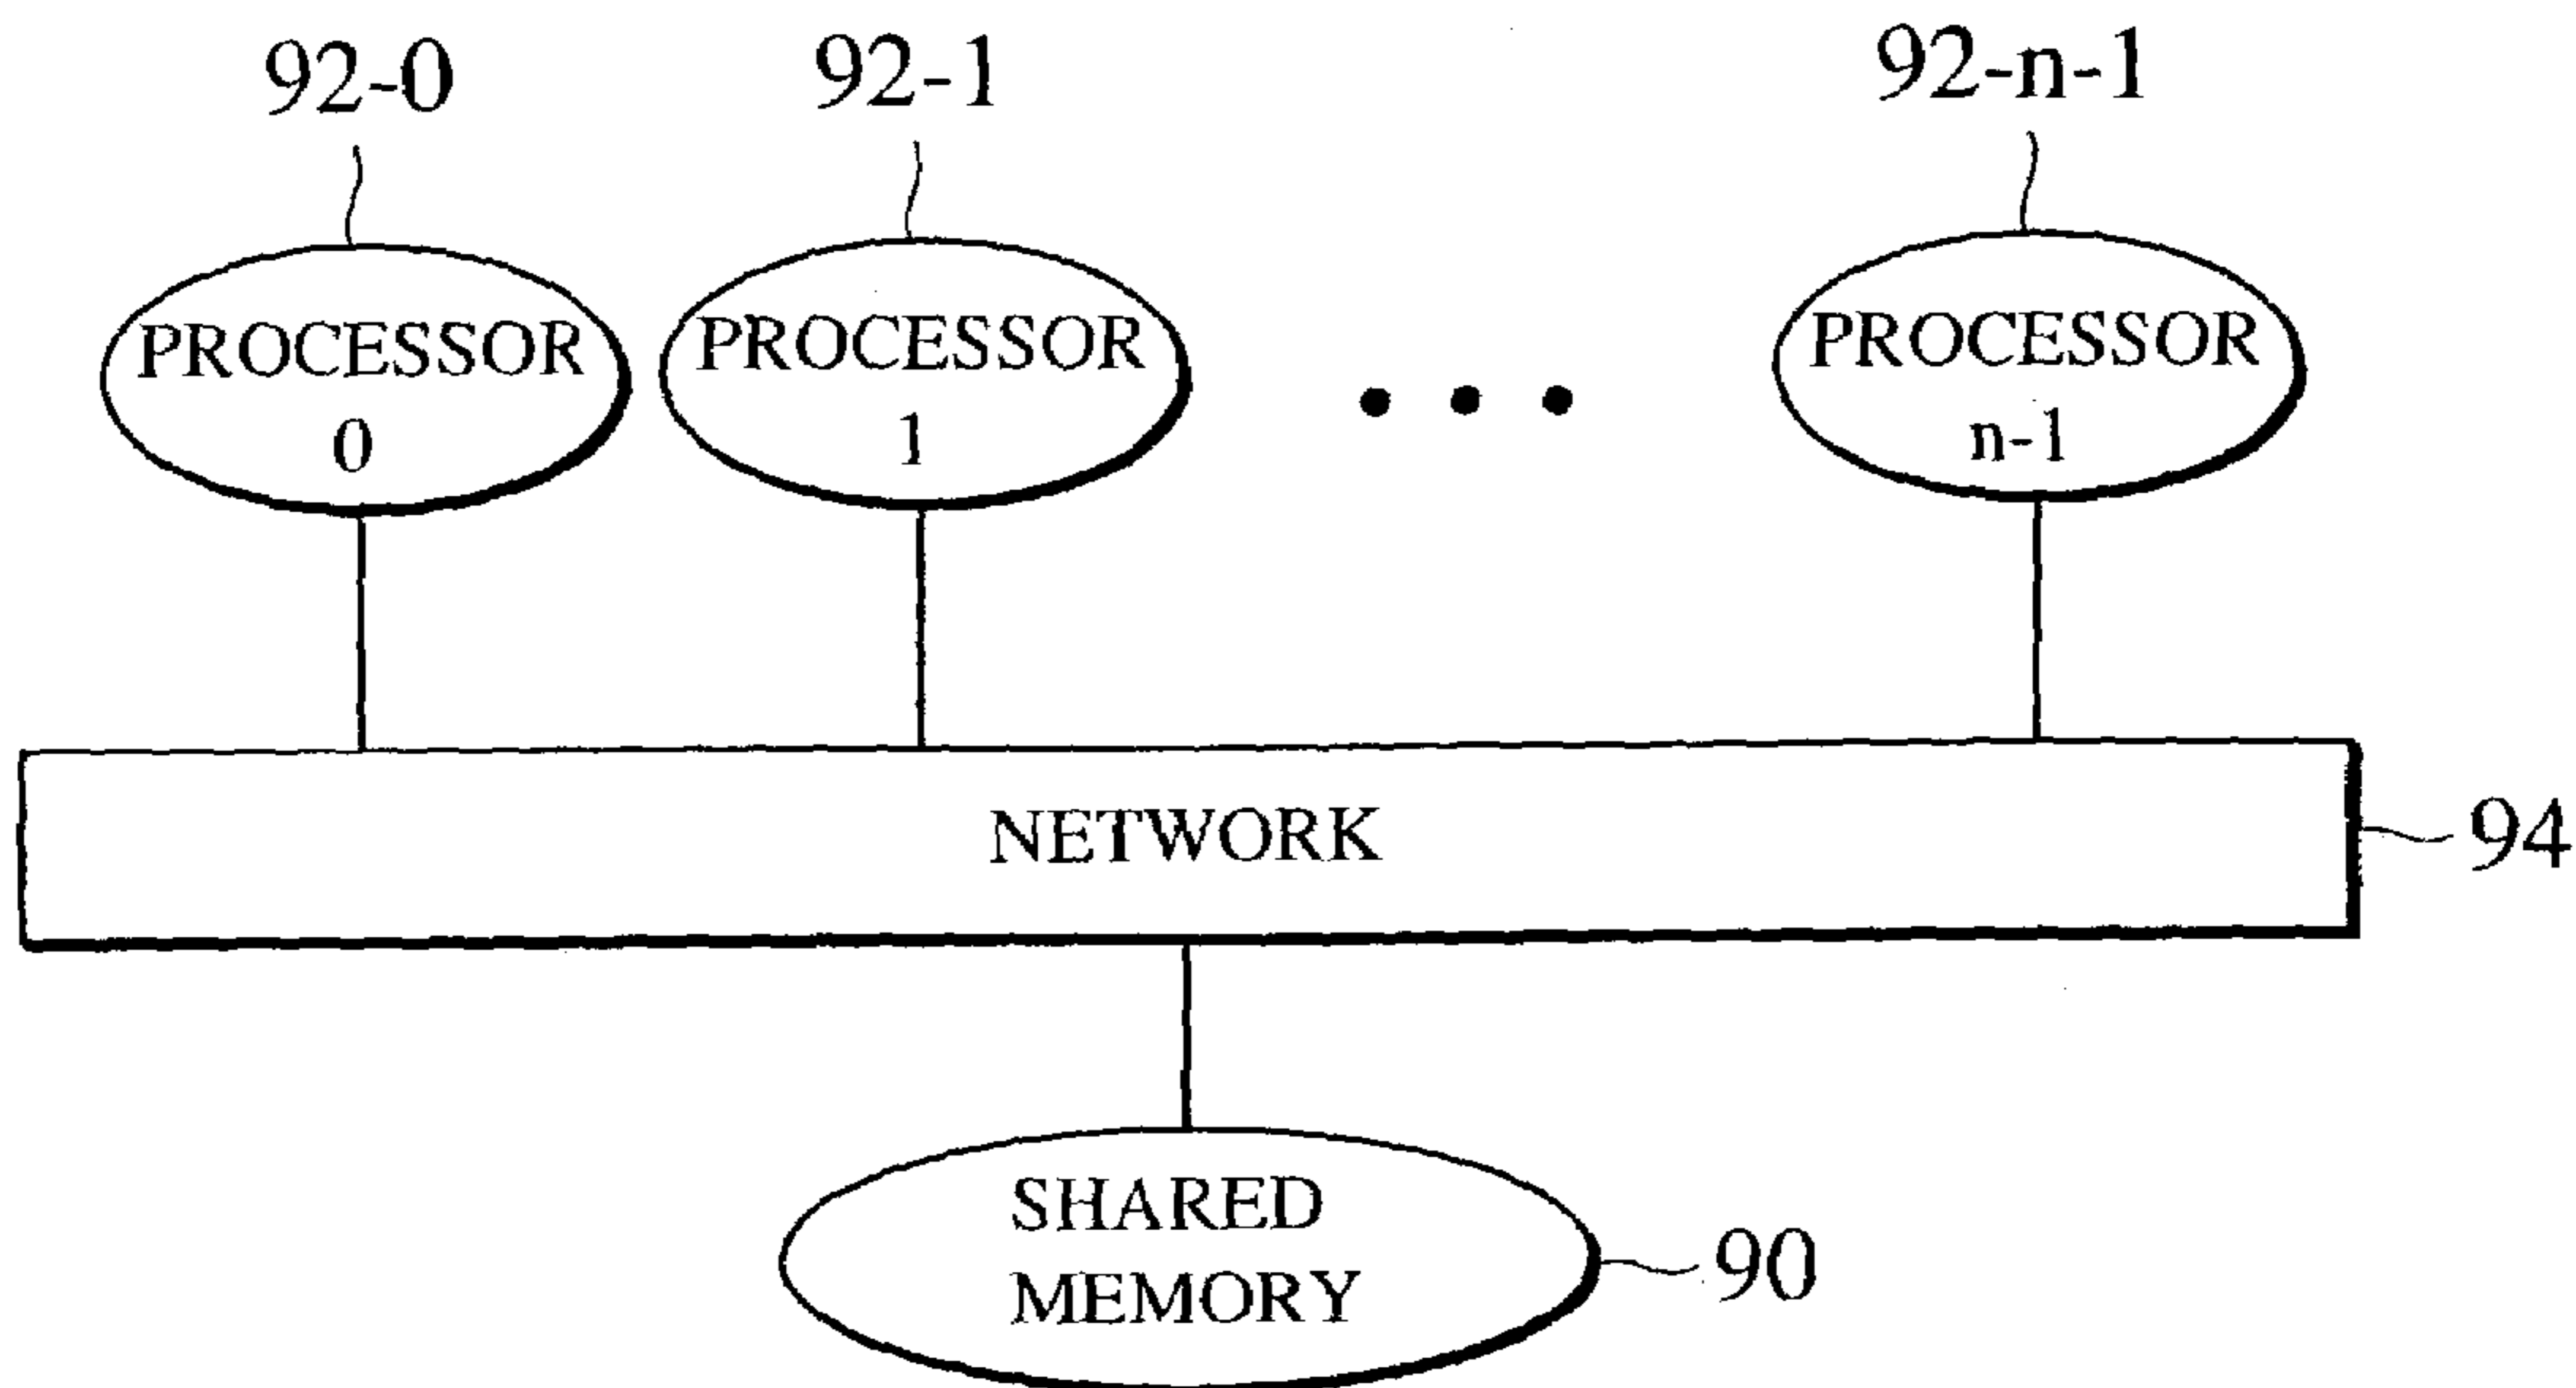 92-0 92-1 92-n-1
PROCESSOR PROCESSOR PROCESSOR
0 1 n-1
NETWORK
94
SHARED
MEMORY
90